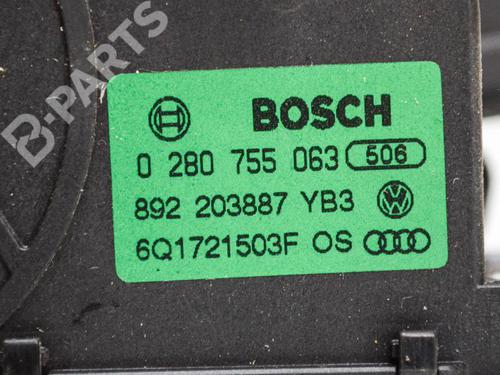 B-PARTS
BOSCH
0 280 755 063 506
892 203887 YB3
6Q1721503F OS